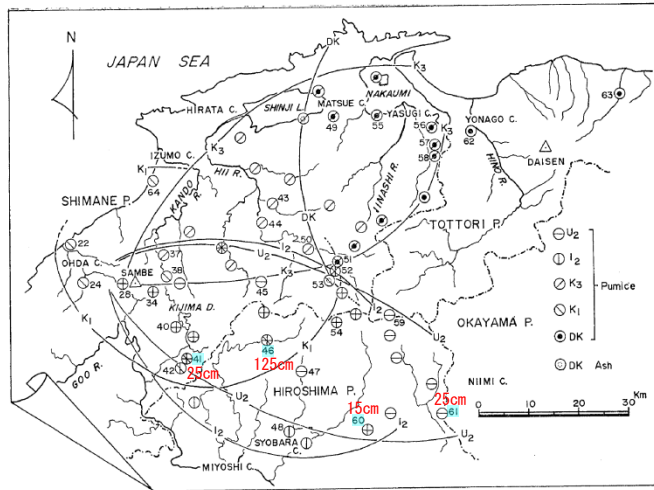 N
JAPAN SEA
DK
K3
NAKAUMI
63
HIRATA C.
SHINJI L.
MATSUE C.
49
55
YASUGI C.
56
K3
YONAGO C.
62
57
58
DAISEN
K3
IZUMO C.
K1
64
HII R.
KANDO R.
43
IINASHI R.
HINO R.
SHIMANE P.
44
DK
TOTTORI P.
22
37
U2
I2
50
51
52
53
OHDA C.
24
SAMBE
28
34
38
K3
45
KIJIMA D.
U2
I2
K3
K1
DK
Pumice
DK Ash
40
54
59
OKAYAMA P.
U2
K1
GOO R.
41
42
25cm
46
125cm
K1
47
HIROSHIMA P.
NIIMI C.
U2
I2
48
SYOBARA C.
15cm
60
I2
25cm
61
U2
MIYOSHI C.
0 10 20 30 Km